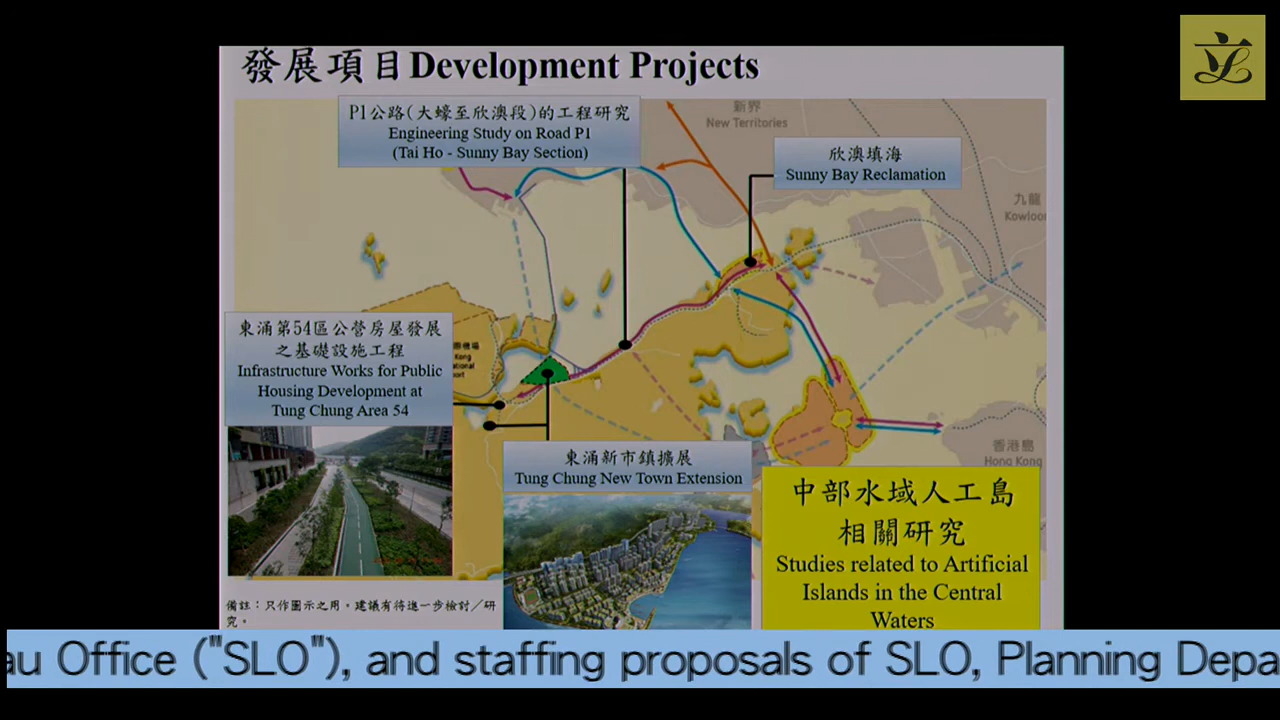 發展項目Development Projects
P1公路(大蠔至欣澳段)的工程研究
Engineering Study on Road P1
(Tai Ho - Sunny Bay Section)
新界
New Territories
欣澳填海
Sunny Bay Reclamation
九龍
Kowloon
東涌第54區公營房屋發展
之基礎設施工程
Infrastructure Works for Public
Housing Development at
Tung Chung Area 54
香港島
Hong Kong
東涌新市鎮擴展
Tung Chung New Town Extension
中部水域人工島
相關研究
Studies related to Artificial
Islands in the Central
Waters
備註：只作圖示之用。建議有待進一步檢討／研
究。
au Office ("SLO"), and staffing proposals of SLO, Planning Depa